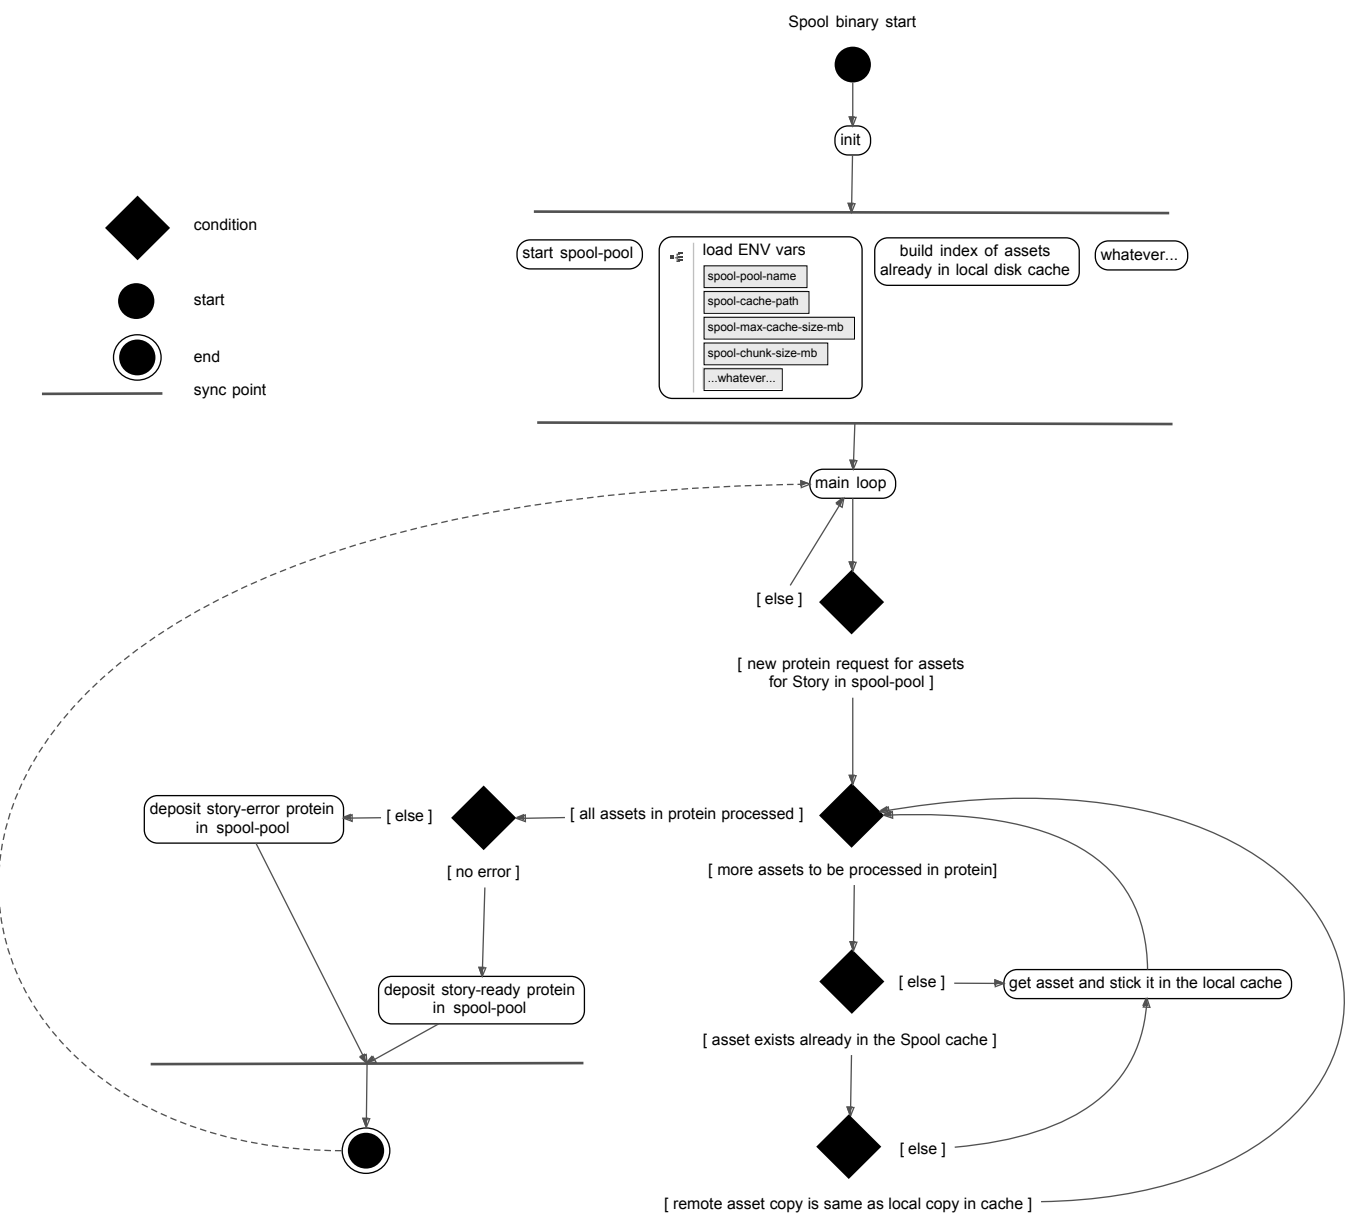 Spool binary start
init
condition
start
end
sync point
start spool-pool
load ENV vars
spool-pool-name
spool-cache-path
spool-max-cache-size-mb
spool-chunk-size-mb
...whatever...
build index of assets
already in local disk cache
whatever...
main loop
[ else ]
[ new protein request for assets
for Story in spool-pool ]
deposit story-error protein
in spool-pool
[ else ]
[ all assets in protein processed ]
[ no error ]
[ more assets to be processed in protein]
deposit story-ready protein
in spool-pool
[ else ]
get asset and stick it in the local cache
[ asset exists already in the Spool cache ]
[ else ]
[ remote asset copy is same as local copy in cache ]